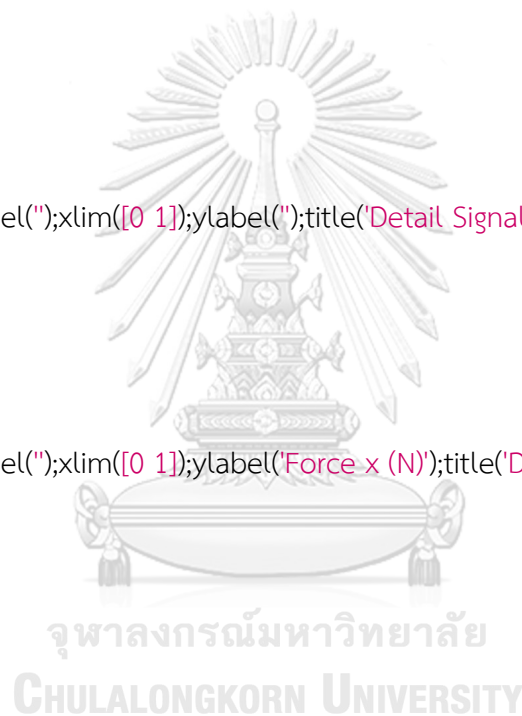 el('');xlim([0 1]);ylabel('');title('Detail Signal
el('');xlim([0 1]);ylabel('Force x (N)');title('D
จุฬาลงกรณ์มหาวิทยาลัย
CHULALONGKORN UNIVERSITY